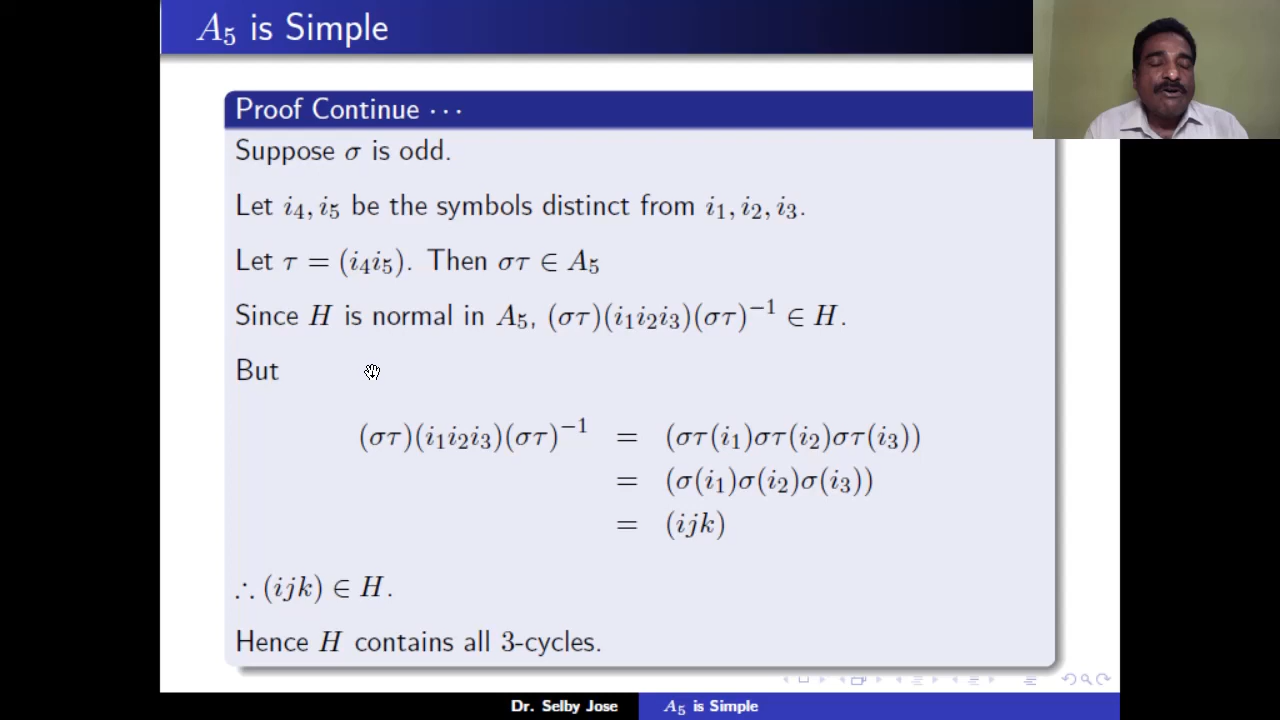 A₅ is Simple
Proof Continue ⋯
Suppose σ is odd.
Let i₄, i₅ be the symbols distinct from i₁, i₂, i₃.
Let τ = (i₄i₅). Then στ ∈ A₅
Since H is normal in A₅, (στ)(i₁i₂i₃)(στ)⁻¹ ∈ H.
But
(στ)(i₁i₂i₃)(στ)⁻¹ = (στ(i₁)στ(i₂)στ(i₃))
= (σ(i₁)σ(i₂)σ(i₃))
= (ijk)
∴ (ijk) ∈ H.
Hence H contains all 3-cycles.
Dr. Selby Jose A₅ is Simple